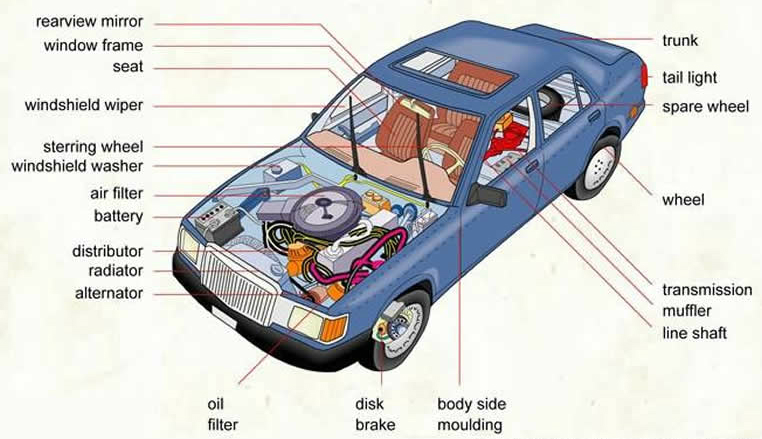 rearview mirror
window frame
seat
windshield wiper
sterring wheel
windshield washer
air filter
battery
distributor
radiator
alternator
oil
filter
disk
brake
body side
moulding
trunk
tail light
spare wheel
wheel
transmission
muffler
line shaft